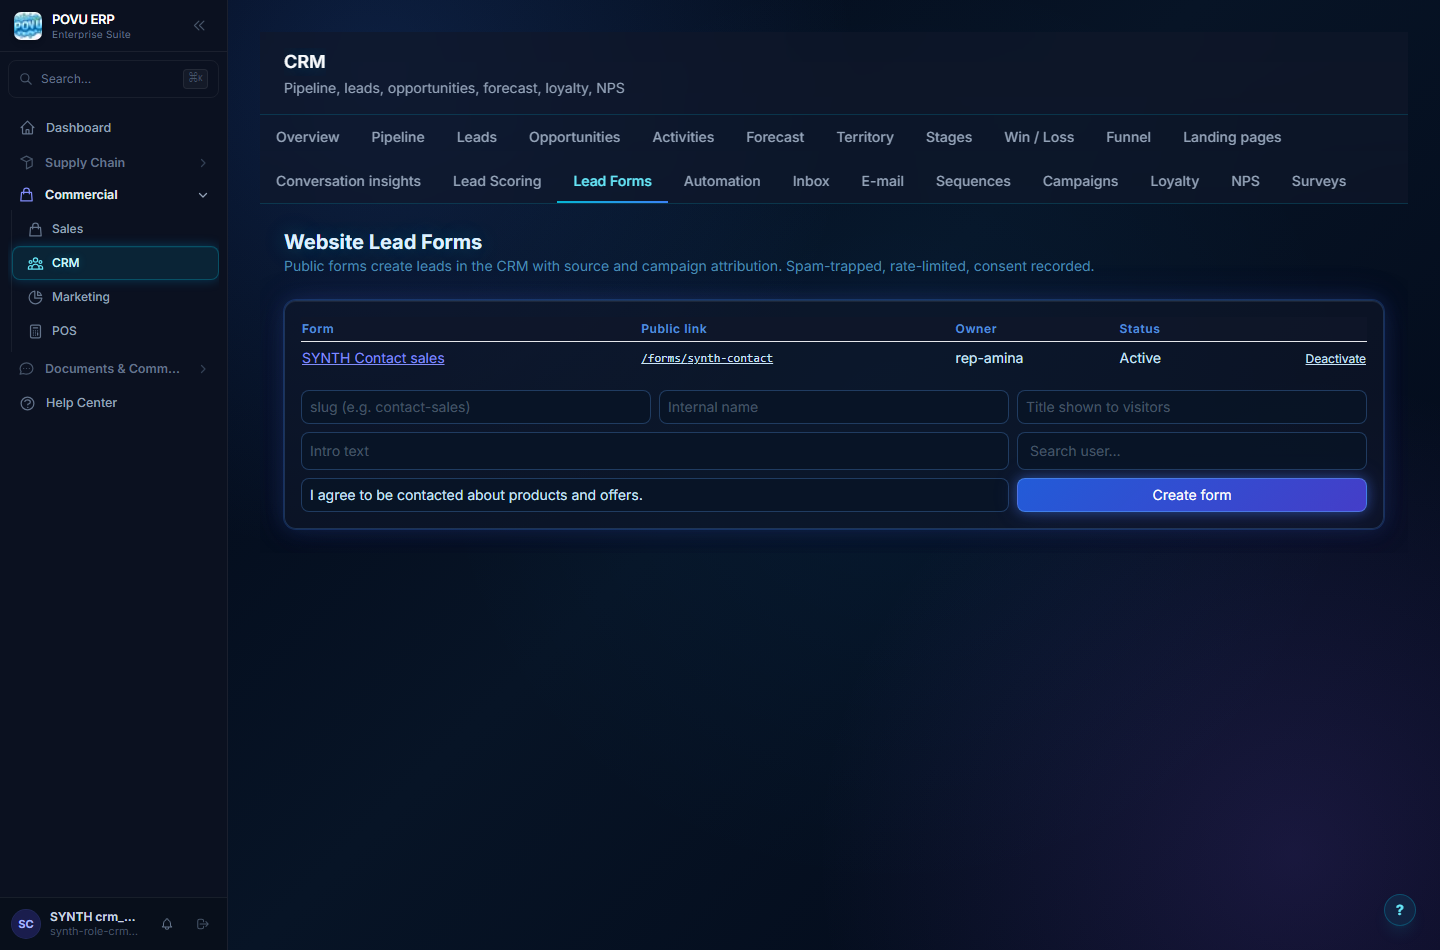 POVU ERP
Enterprise Suite
Search...
⌘K
Dashboard
Supply Chain
Commercial
Sales
CRM
Marketing
POS
Documents & Comm...
Help Center
SC
SYNTH crm_...
synth-role-crm...
CRM
Pipeline, leads, opportunities, forecast, loyalty, NPS
Overview Pipeline Leads Opportunities Activities Forecast Territory Stages Win / Loss Funnel Landing pages
Conversation insights Lead Scoring Lead Forms Automation Inbox E-mail Sequences Campaigns Loyalty NPS Surveys
Website Lead Forms
Public forms create leads in the CRM with source and campaign attribution. Spam-trapped, rate-limited, consent recorded.
Form Public link Owner Status
SYNTH Contact sales /forms/synth-contact rep-amina Active Deactivate
slug (e.g. contact-sales) Internal name Title shown to visitors
Intro text Search user...
I agree to be contacted about products and offers. Create form
?